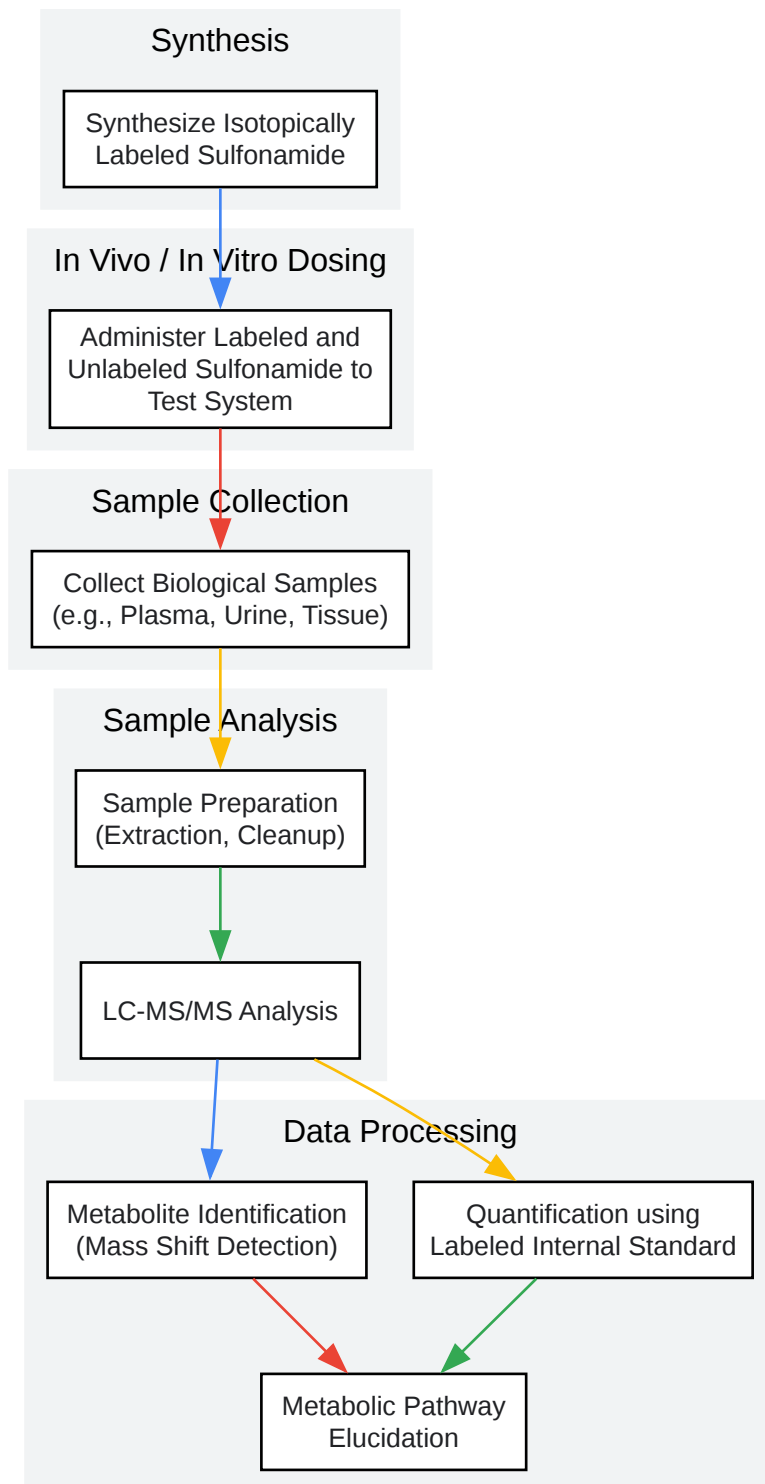 Synthesis
Synthesize Isotopically
Labeled Sulfonamide
In Vivo / In Vitro Dosing
Administer Labeled and
Unlabeled Sulfonamide to
Test System
Sample Collection
Collect Biological Samples
(e.g., Plasma, Urine, Tissue)
Sample Analysis
Sample Preparation
(Extraction, Cleanup)
LC-MS/MS Analysis
Data Processing
Metabolite Identification
(Mass Shift Detection)
Quantification using
Labeled Internal Standard
Metabolic Pathway
Elucidation